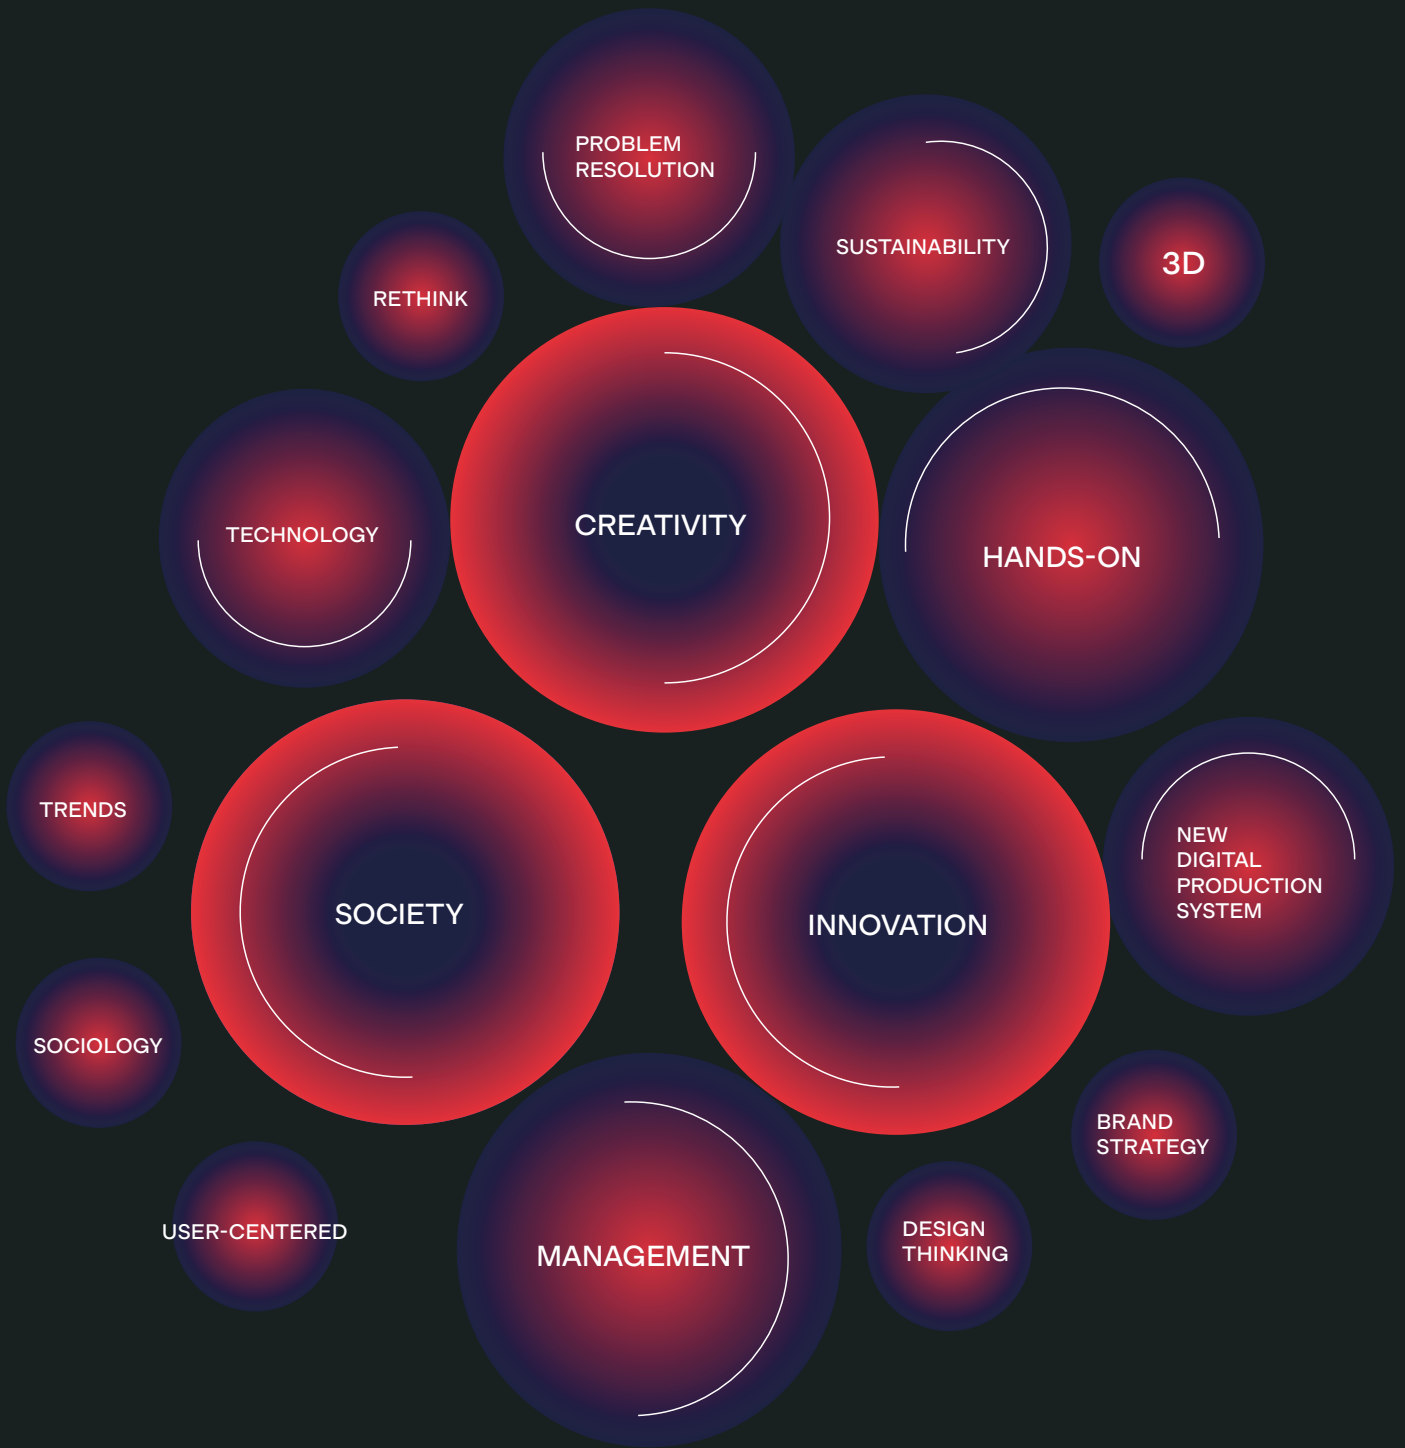 PROBLEM
RESOLUTION
SUSTAINABILITY
3D
RETHINK
TECHNOLOGY
CREATIVITY
HANDS-ON
TRENDS
SOCIETY
INNOVATION
NEW
DIGITAL
PRODUCTION
SYSTEM
SOCIOLOGY
BRAND
STRATEGY
USER-CENTERED
MANAGEMENT
DESIGN
THINKING